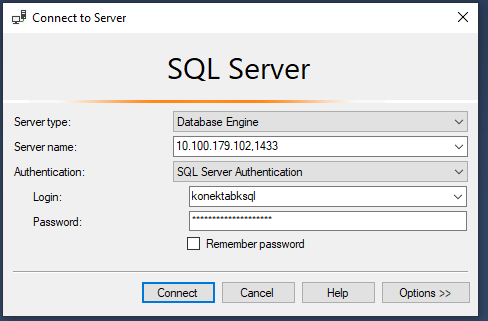 Connect to Server
SQL Server
Server type: Database Engine
Server name: 10.100.179.102,1433
Authentication: SQL Server Authentication
Login: konektabksql
Password: ********************
Remember password
Connect Cancel Help Options >>